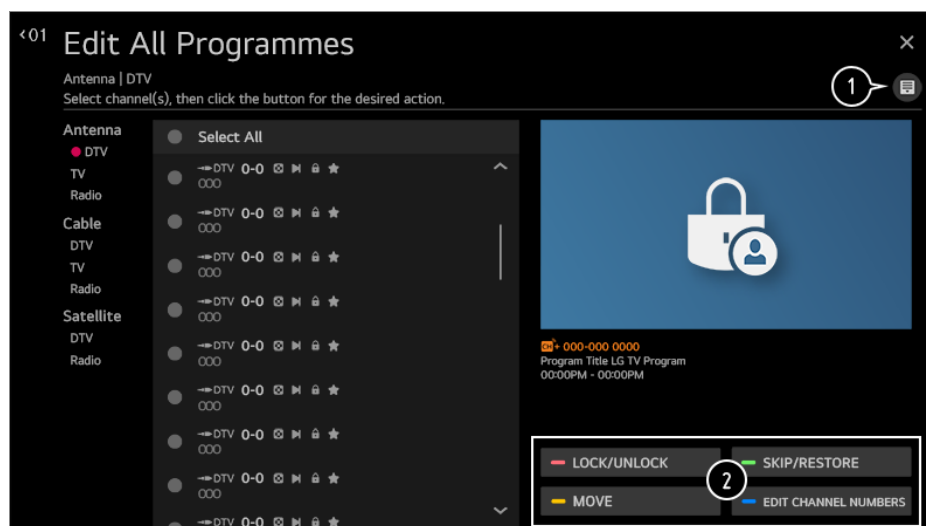 ‹01 Edit All Programmes ×
Antenna | DTV
Select channel(s), then click the button for the desired action.
1
Antenna
DTV
TV
Radio
Cable
DTV
TV
Radio
Satellite
DTV
Radio
Select All
DTV 0-0
000
DTV 0-0
000
DTV 0-0
000
DTV 0-0
000
DTV 0-0
000
DTV 0-0
000
DTV 0-0
000
DTV 0-0
000
DTV 0-0
CH+ 000-000 0000
Program Title LG TV Program
00:00PM - 00:00PM
LOCK/UNLOCK
SKIP/RESTORE
2
MOVE
EDIT CHANNEL NUMBERS